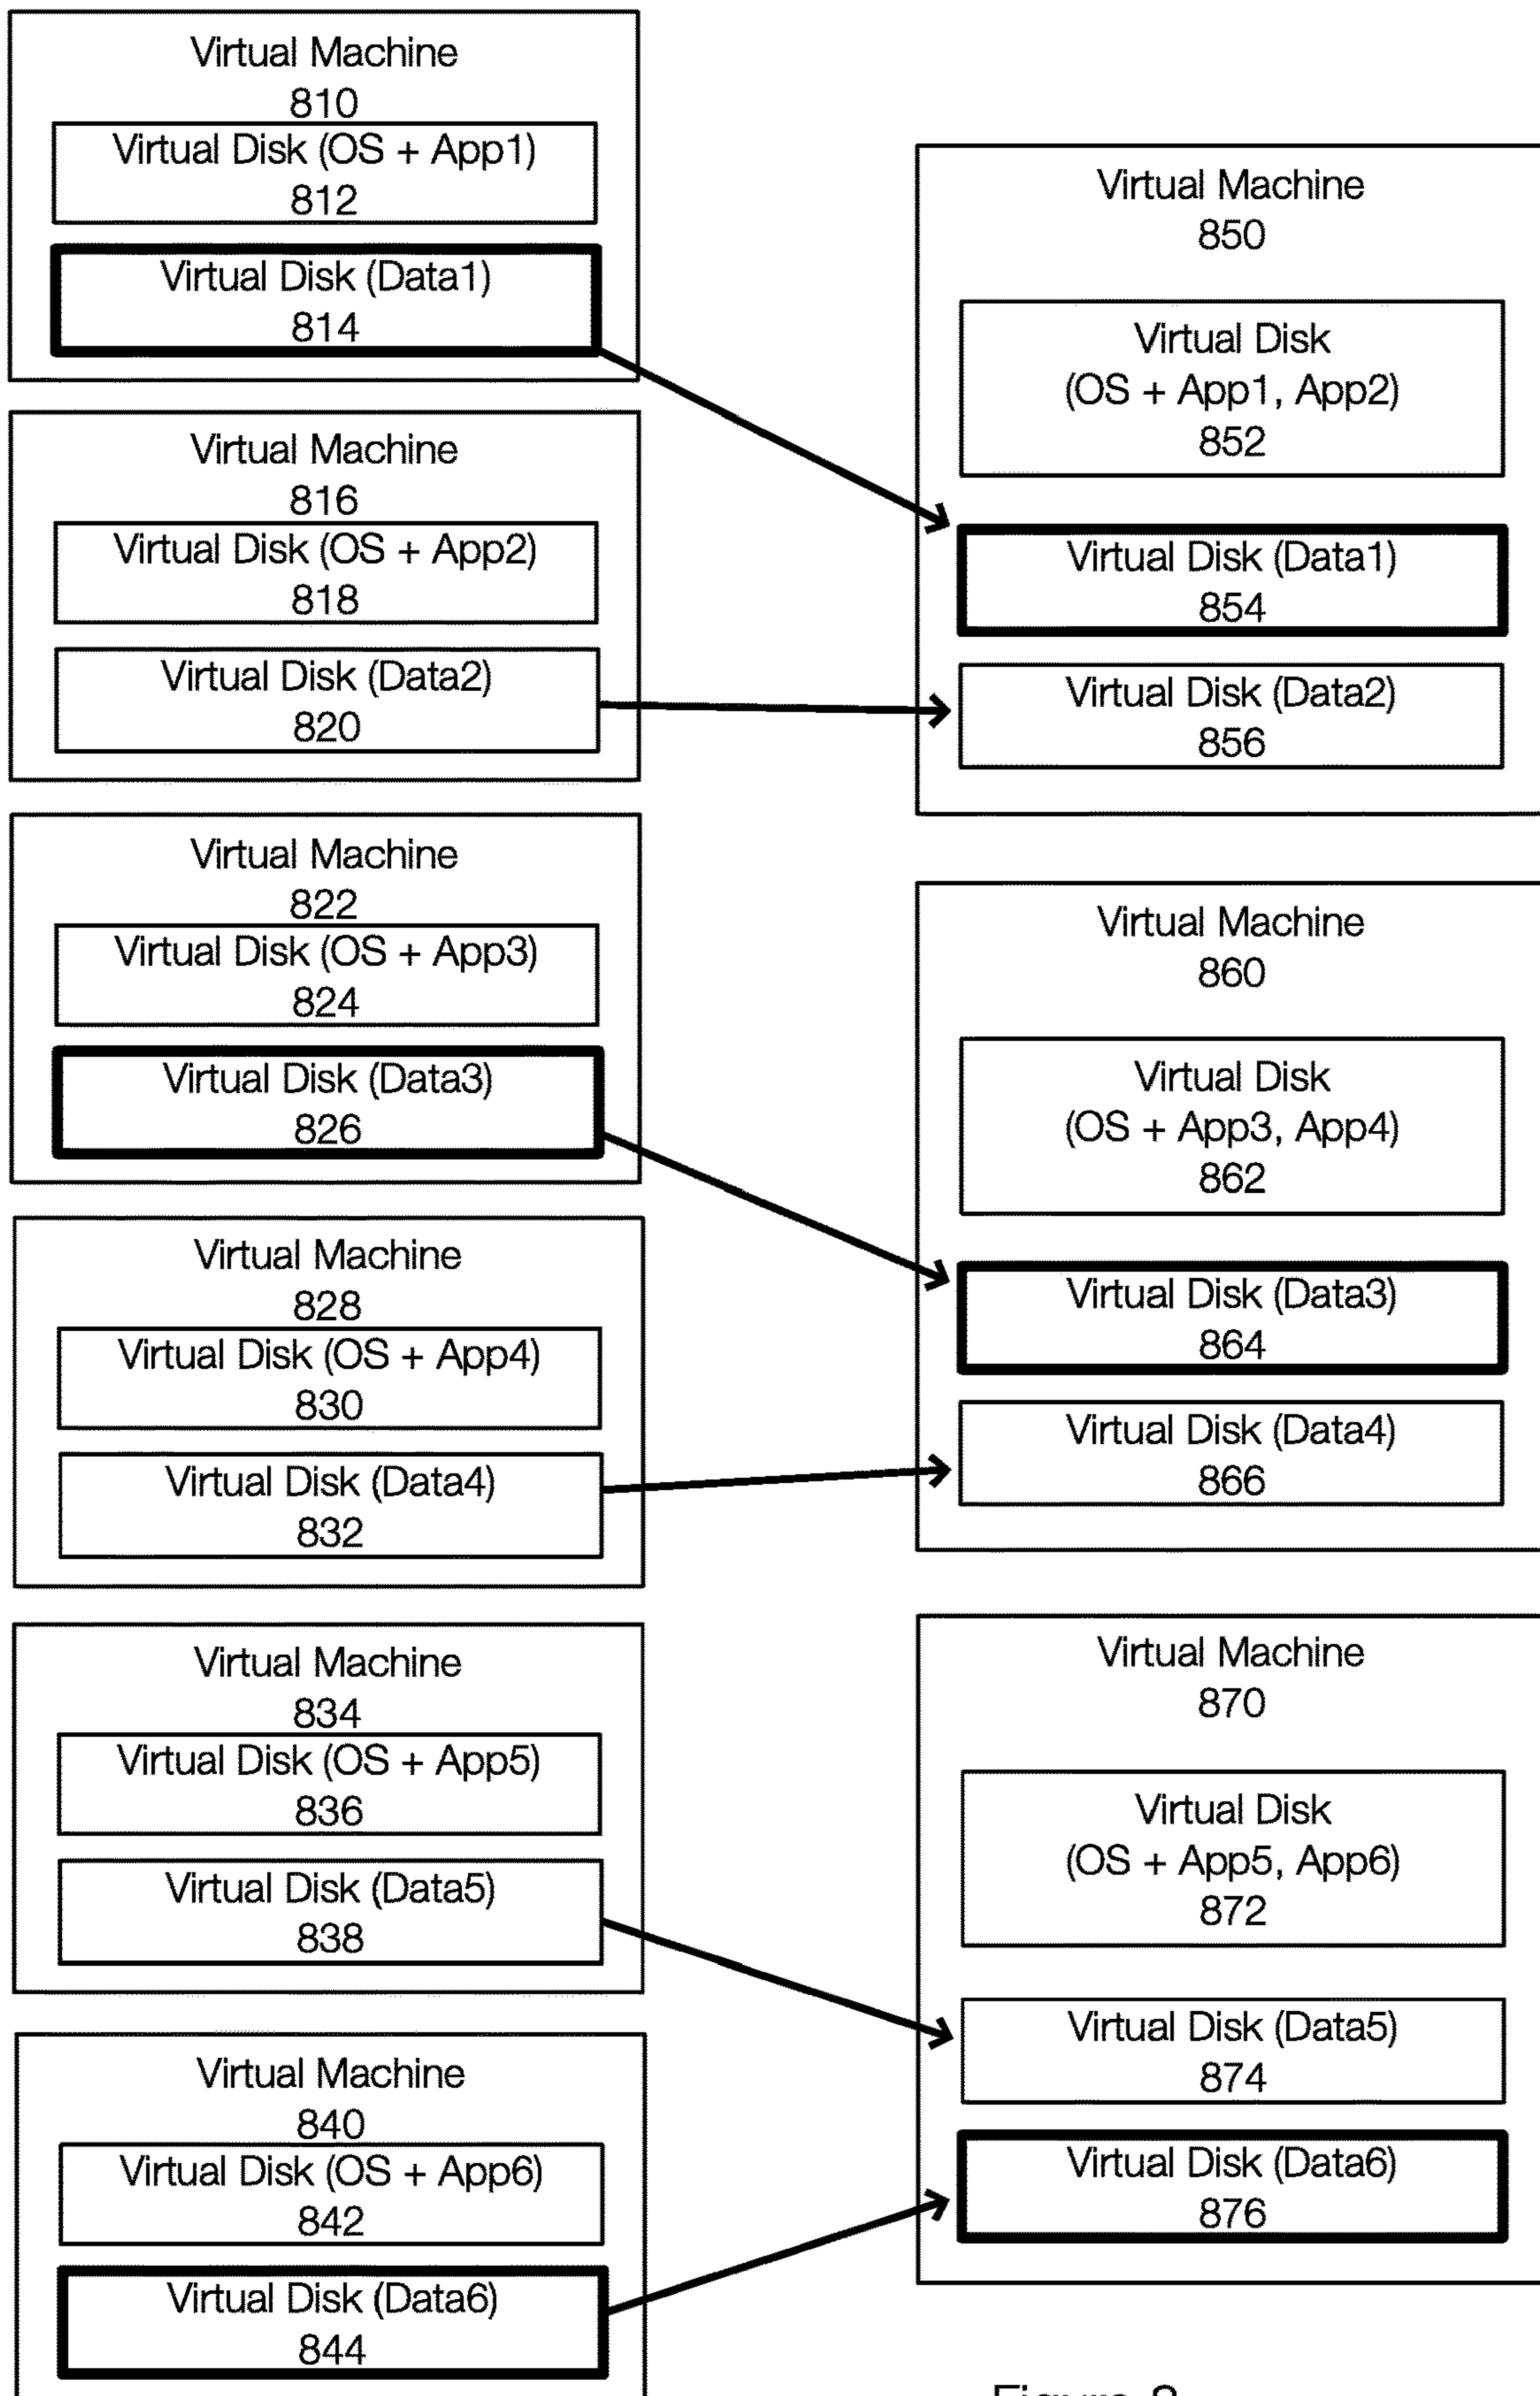 Virtual Machine
810
Virtual Disk (OS + App1)
812
Virtual Disk (Data1)
814
Virtual Machine
816
Virtual Disk (OS + App2)
818
Virtual Disk (Data2)
820
Virtual Machine
822
Virtual Disk (OS + App3)
824
Virtual Disk (Data3)
826
Virtual Machine
828
Virtual Disk (OS + App4)
830
Virtual Disk (Data4)
832
Virtual Machine
834
Virtual Disk (OS + App5)
836
Virtual Disk (Data5)
838
Virtual Machine
840
Virtual Disk (OS + App6)
842
Virtual Disk (Data6)
844
Virtual Machine
850
Virtual Disk
(OS + App1, App2)
852
Virtual Disk (Data1)
854
Virtual Disk (Data2)
856
Virtual Machine
860
Virtual Disk
(OS + App3, App4)
862
Virtual Disk (Data3)
864
Virtual Disk (Data4)
866
Virtual Machine
870
Virtual Disk
(OS + App5, App6)
872
Virtual Disk (Data5)
874
Virtual Disk (Data6)
876